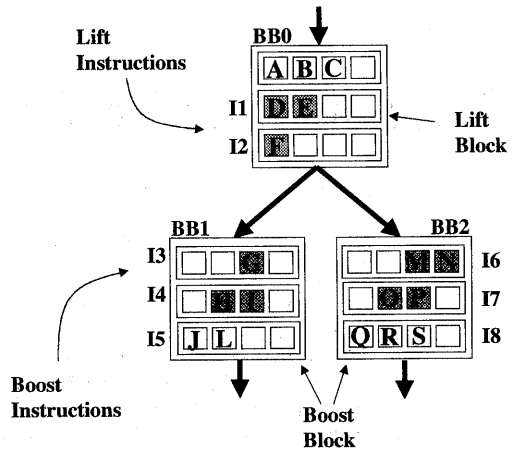 BB0
Lift
Instructions
A B C
I1 D E
Lift
Block
I2 F
BB1
BB2
I3 G
M N I6
I4 H I
O P I7
I5 J L
Q R S I8
Boost
Instructions
Boost
Block